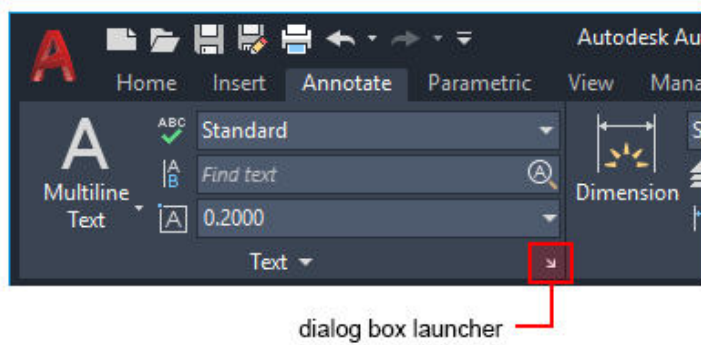 Autodesk Au
Home Insert Annotate Parametric View Mana
A ABC Standard S
A B Find text A
Multiline Text A 0.2000 Dimension
Text
dialog box launcher